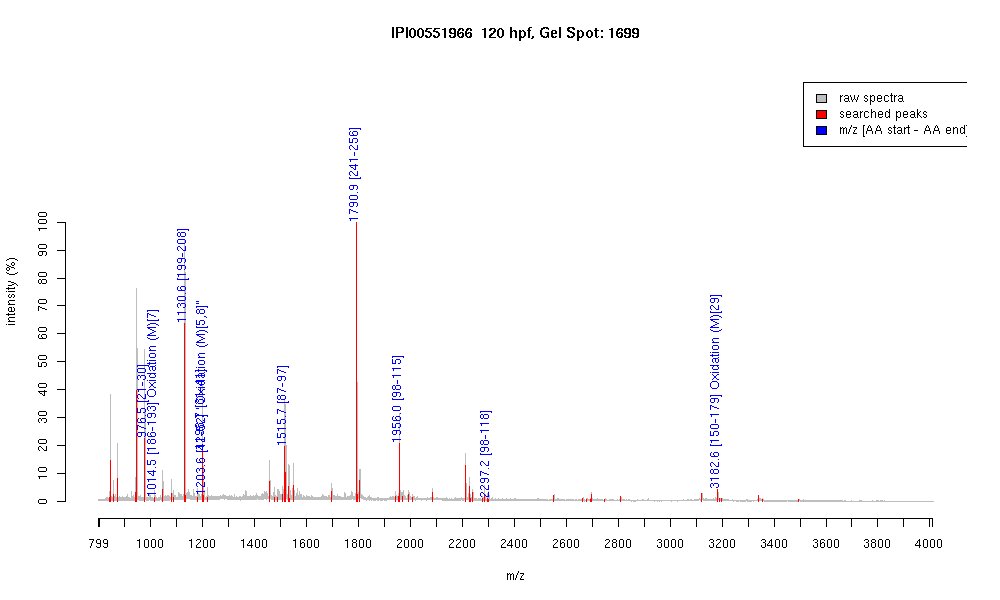 IPI00551966 120 hpf, Gel Spot: 1699
raw spectra
searched peaks
m/z [AA start - AA end]
intensity (%)
100
90
80
70
60
50
40
30
20
10
0
976.5 [21-30]
1014.5 [186-193] Oxidation (M)[7]
1130.6 [199-208]
1203.6 [42-52] Oxidation (M)[5,8]"
1515.7 [87-97]
1790.9 [241-256]
1956.0 [98-115]
2297.2 [98-118]
3182.6 [150-179] Oxidation (M)[29]
799 1000 1200 1400 1600 1800 2000 2200 2400 2600 2800 3000 3200 3400 3600 3800 4000
m/z